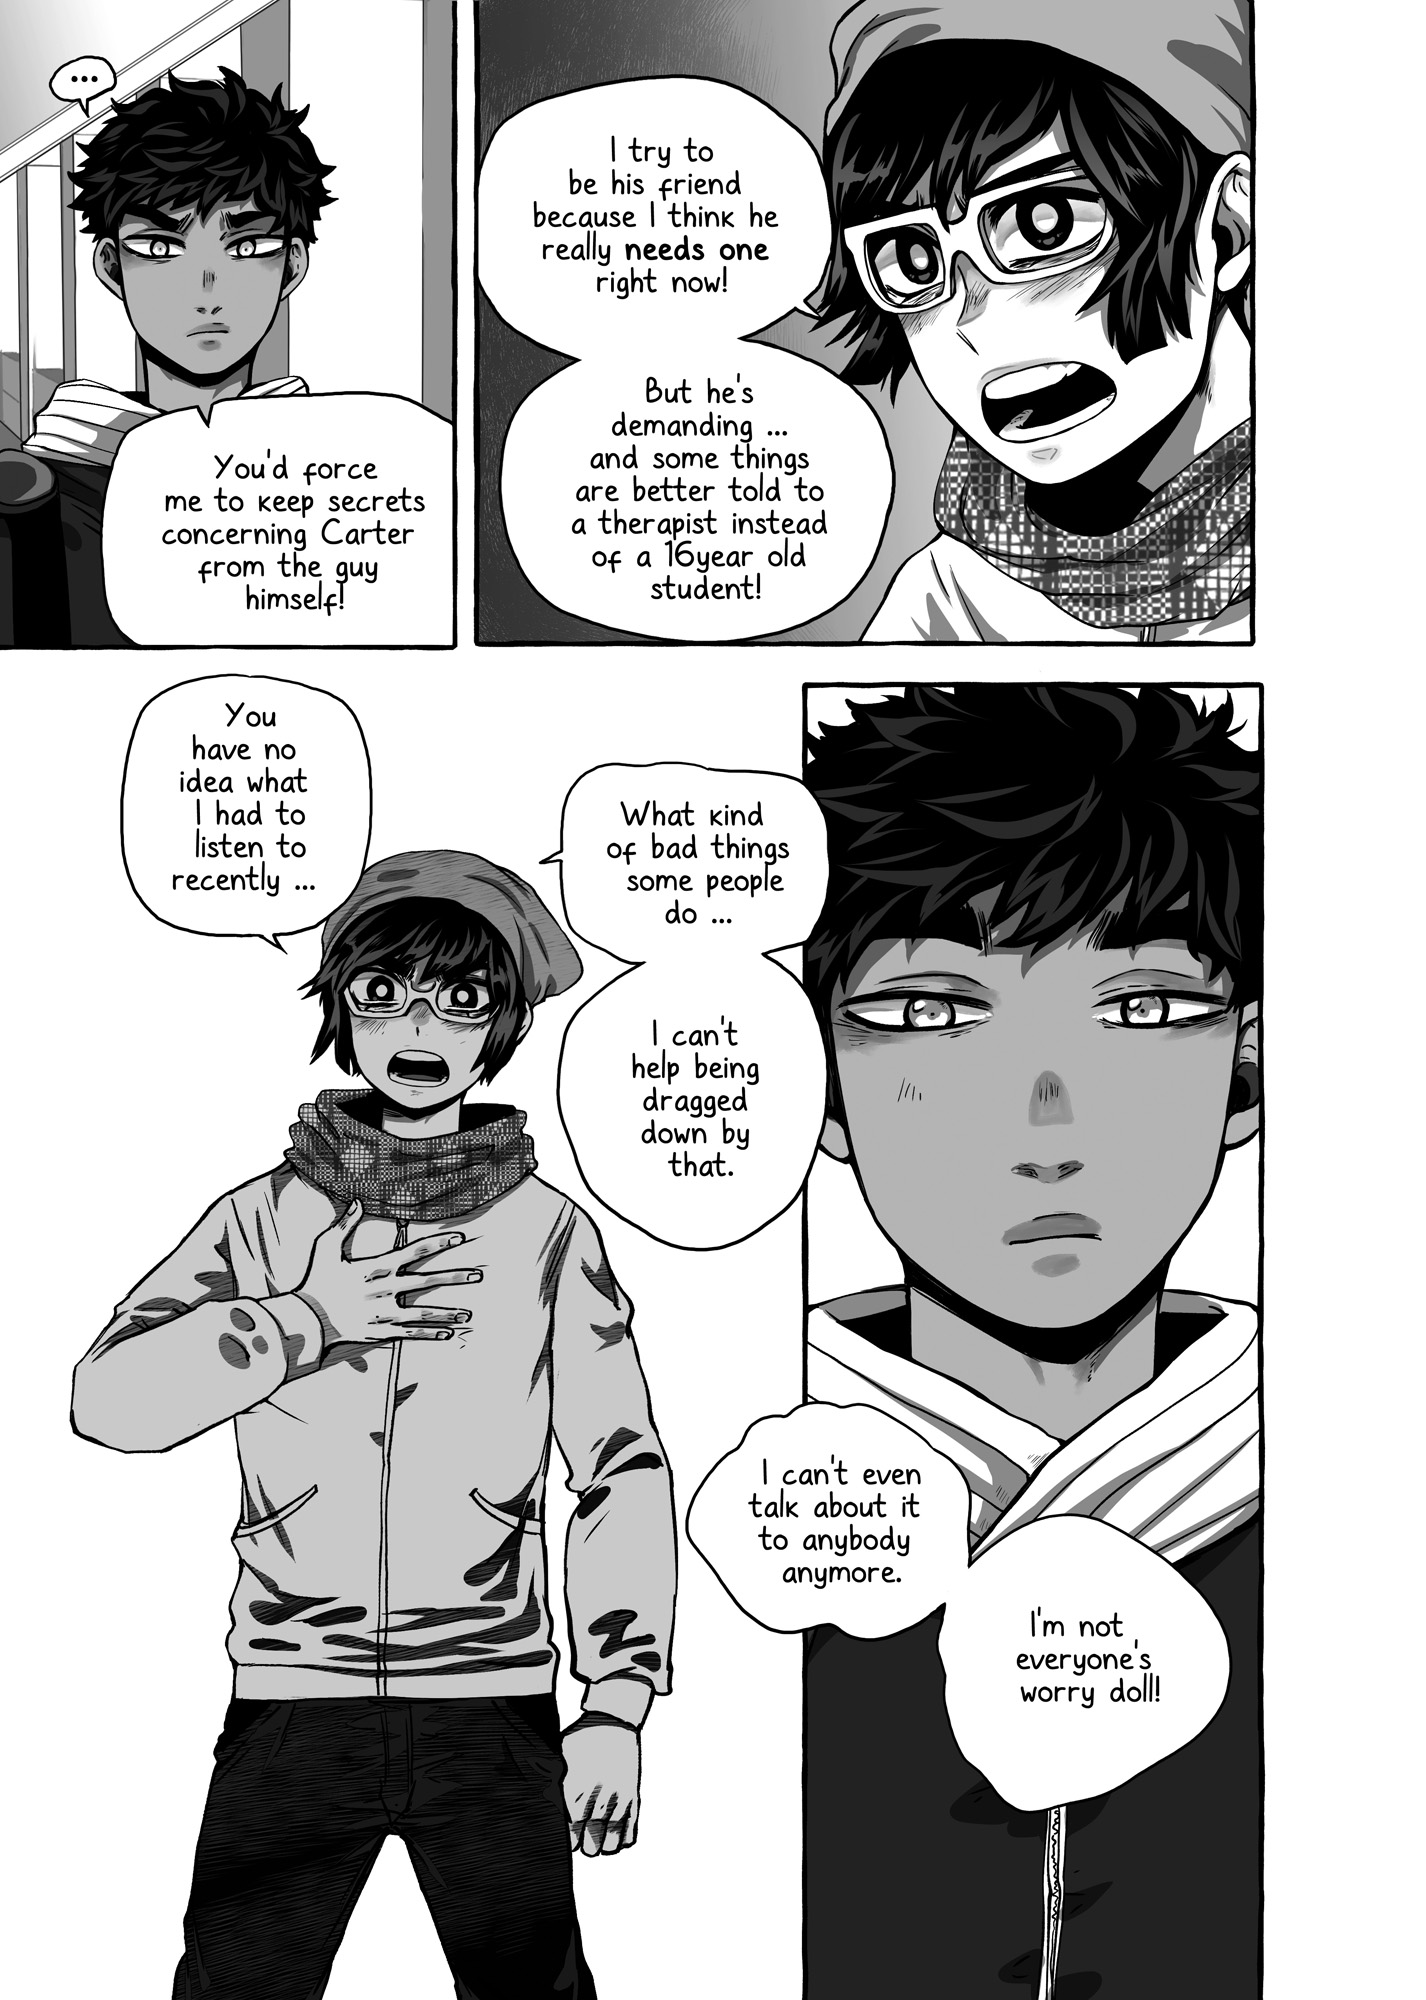 ...
You'd force
me to keep secrets
concerning Carter
from the guy
himself!
I try to
be his friend
because I think he
really needs one
right now!
But he's
demanding ...
and some things
are better told to
a therapist instead
of a 16year old
student!
You
have no
idea what
I had to
listen to
recently ...
What kind
of bad things
some people
do ...
I can't
help being
dragged
down by
that.
I can't even
talk about it
to anybody
anymore.
I'm not
everyone's
worry doll!